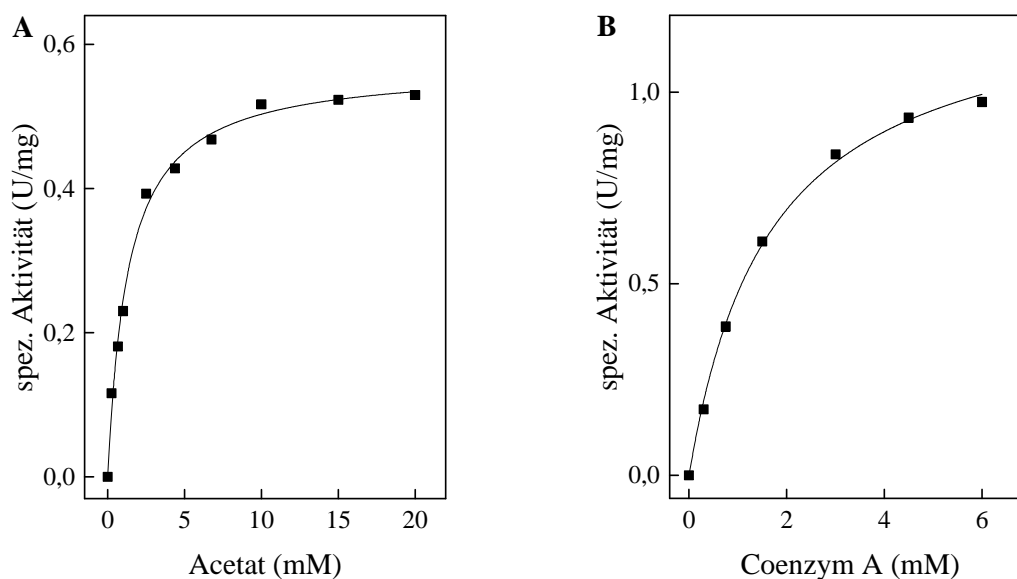 A
0,6
0,4
0,2
0,0
spez. Aktivität (U/mg)
0 5 10 15 20
Acetat (mM)
B
1,0
0,5
0,0
spez. Aktivität (U/mg)
0 2 4 6
Coenzym A (mM)